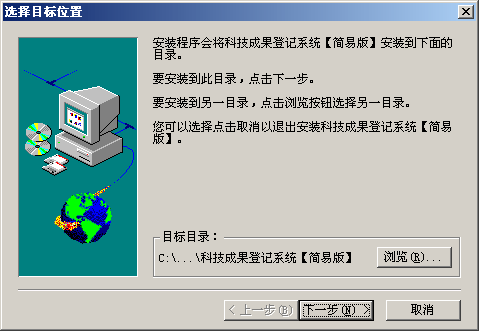 选择目标位置
安装程序会将科技成果登记系统【简易版】安装到下面的
目录。
要安装到此目录，点击下一步。
要安装到另一目录，点击浏览按钮选择另一目录。
您可以选择点击取消以退出安装科技成果登记系统【简易
版】。
目标目录：
C:\...\科技成果登记系统【简易版】
浏览(R)...
< 上一步(B)
下一步(N) >
取消